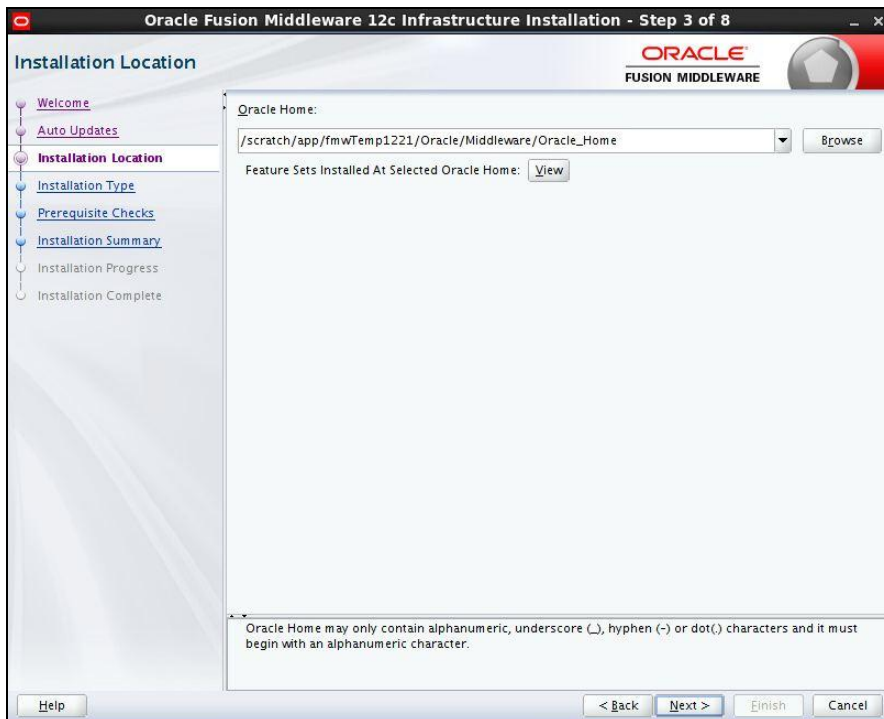 Oracle Fusion Middleware 12c Infrastructure Installation - Step 3 of 8
Installation Location
ORACLE
FUSION MIDDLEWARE
Welcome
Auto Updates
Installation Location
Installation Type
Prerequisite Checks
Installation Summary
Installation Progress
Installation Complete
Oracle Home:
/scratch/app/fmwTemp1221/Oracle/Middleware/Oracle_Home
Browse
Feature Sets Installed At Selected Oracle Home: View
Oracle Home may only contain alphanumeric, underscore (_), hyphen (-) or dot(.) characters and it must
begin with an alphanumeric character.
Help
< Back
Next >
Finish
Cancel